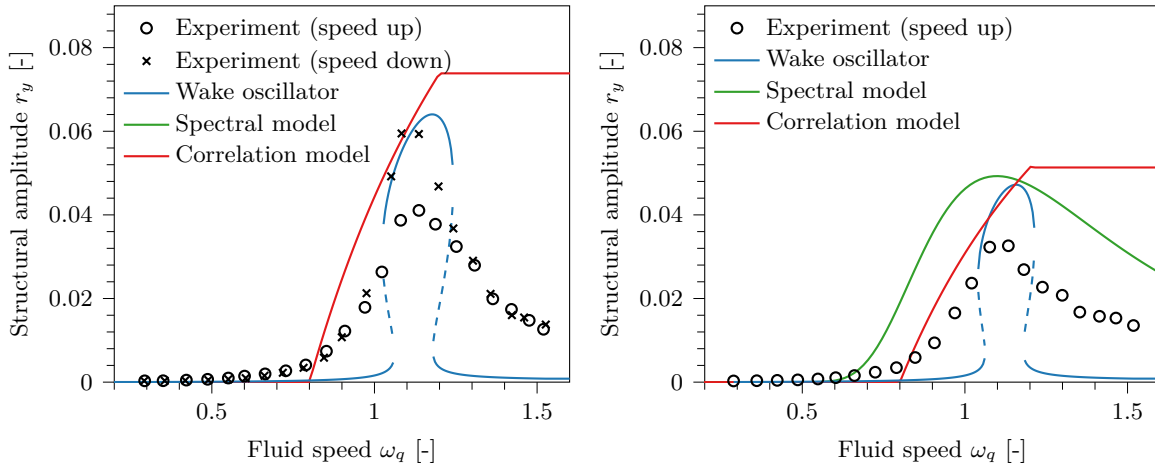 0.08
0.06
0.04
0.02
0
0.5
1
1.5
Structural amplitude r_y [-]
Fluid speed ω_q [-]
Experiment (speed up)
Experiment (speed down)
Wake oscillator
Spectral model
Correlation model
0.08
0.06
0.04
0.02
0
0.5
1
1.5
Structural amplitude r_y [-]
Fluid speed ω_q [-]
Experiment (speed up)
Wake oscillator
Spectral model
Correlation model